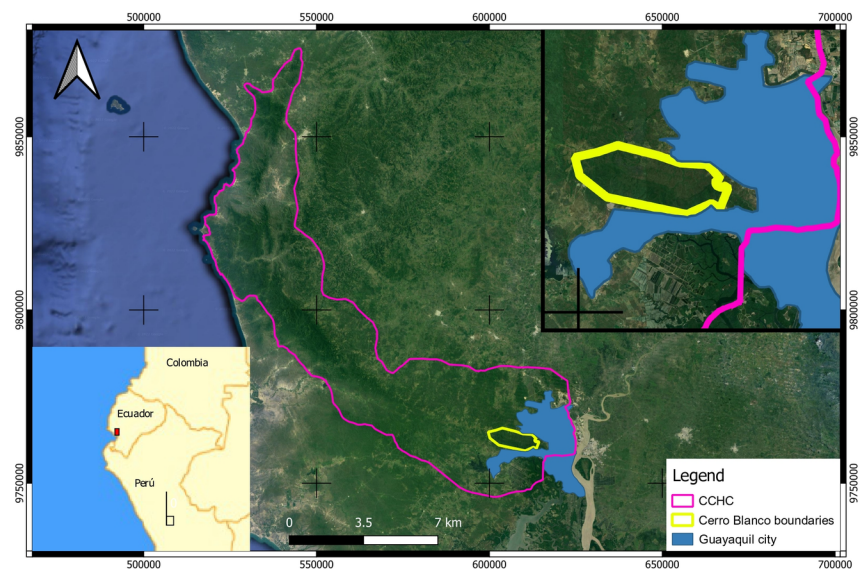 500000 550000 600000 650000 700000
9850000 9850000
9800000 9800000
9750000 9750000
Colombia
Ecuador
Perú
0 3.5 7 km
Legend
CCHC
Cerro Blanco boundaries
Guayaquil city
500000 550000 600000 650000 700000